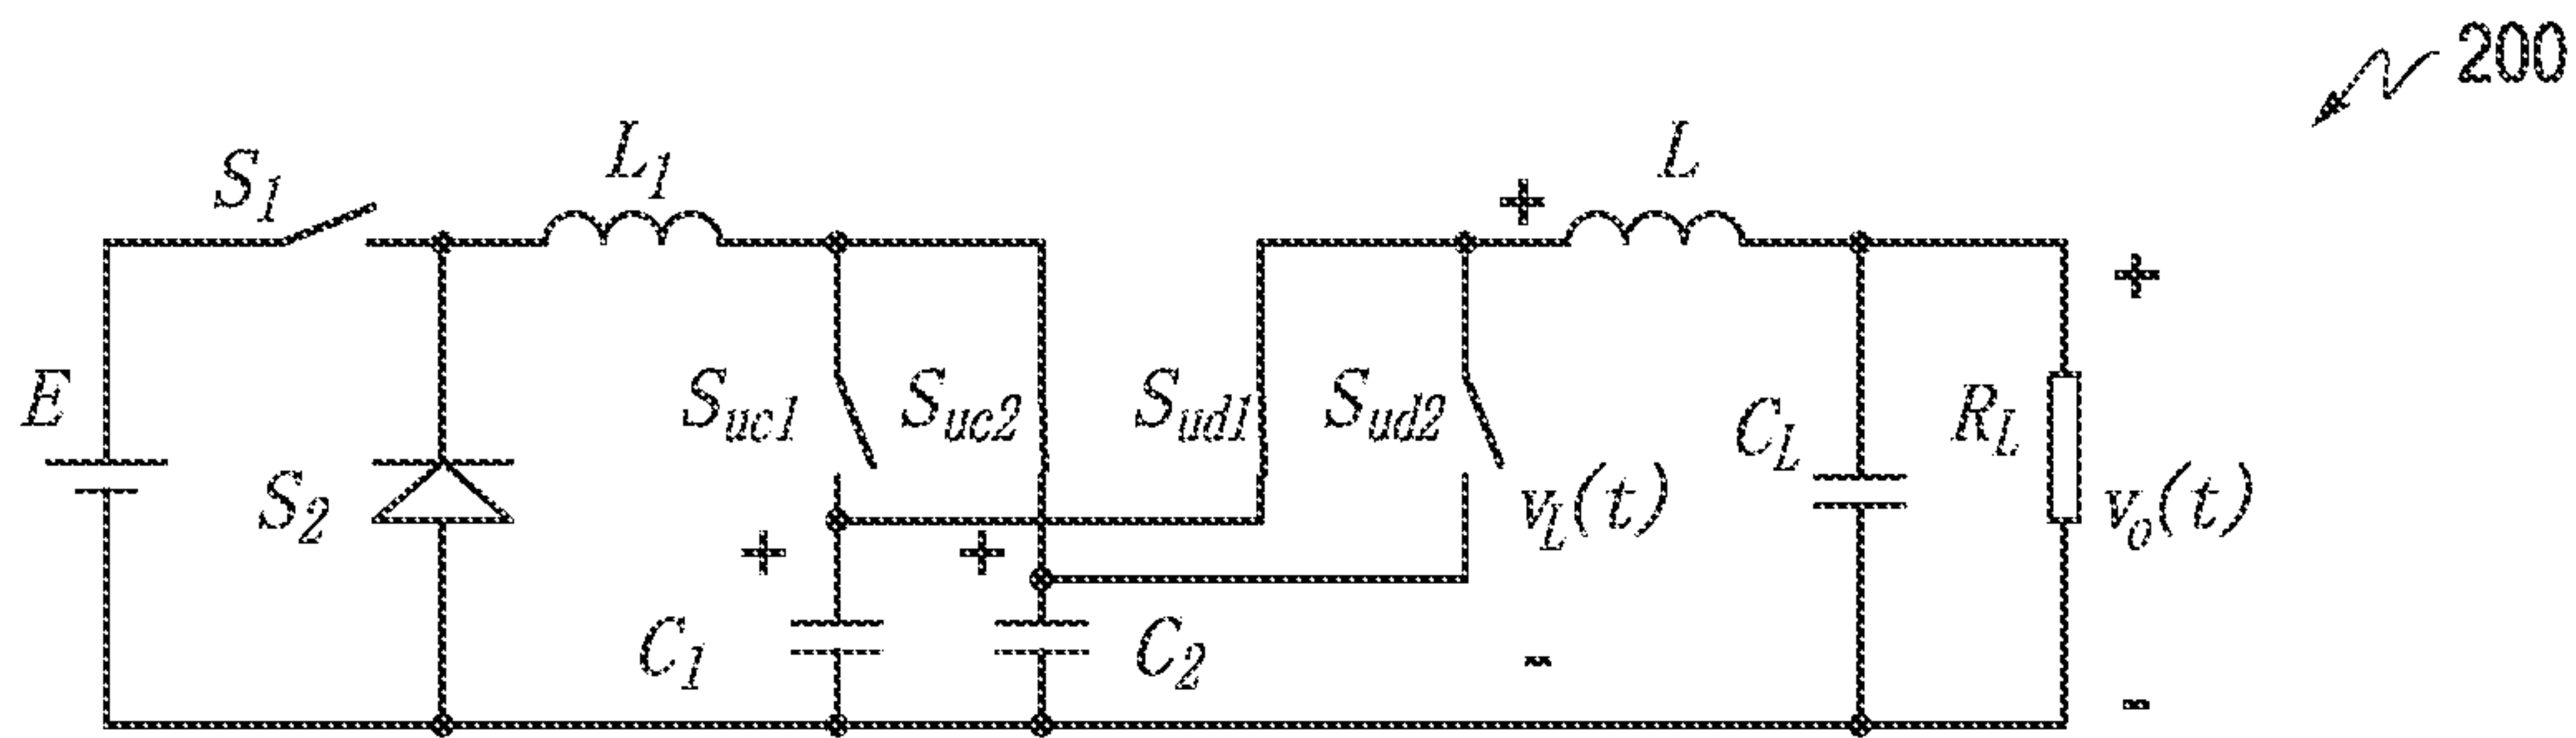 200
S1
L1
L
+
+
E
S2
Suc1
Suc2
Sud1
Sud2
CL
RL
vL(t)
vo(t)
+
+
C1
C2
-
-